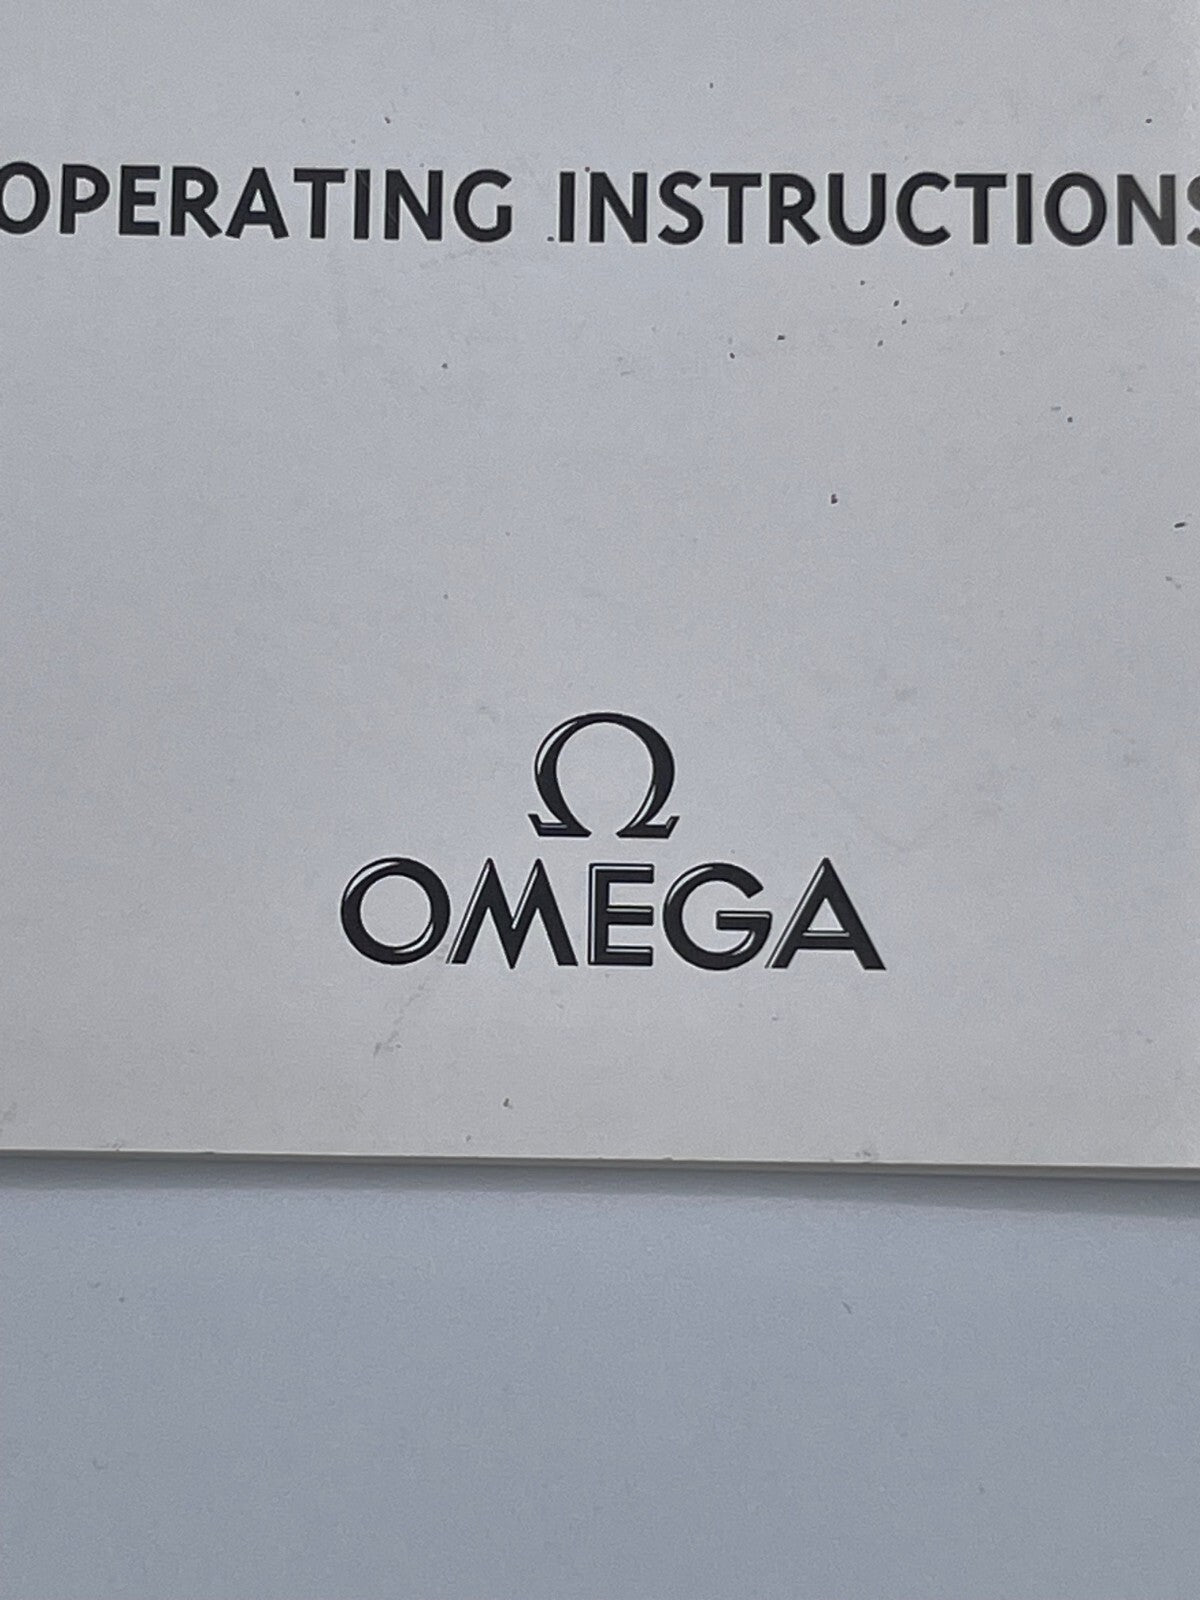 OPERATING INSTRUCTIONS
Ω
OMEGA